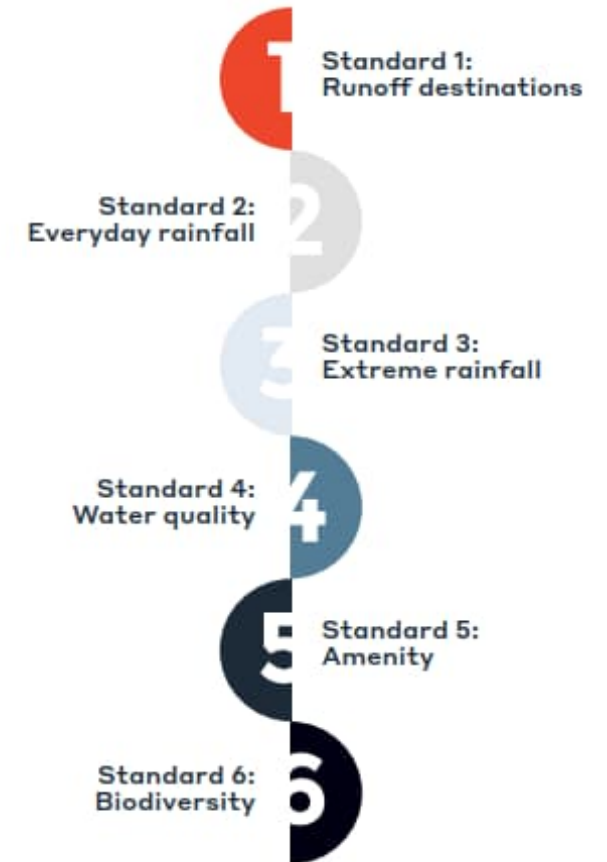 1
Standard 1:
Runoff destinations
Standard 2:
Everyday rainfall
2
3
Standard 3:
Extreme rainfall
Standard 4:
Water quality
4
5
Standard 5:
Amenity
Standard 6:
Biodiversity
6